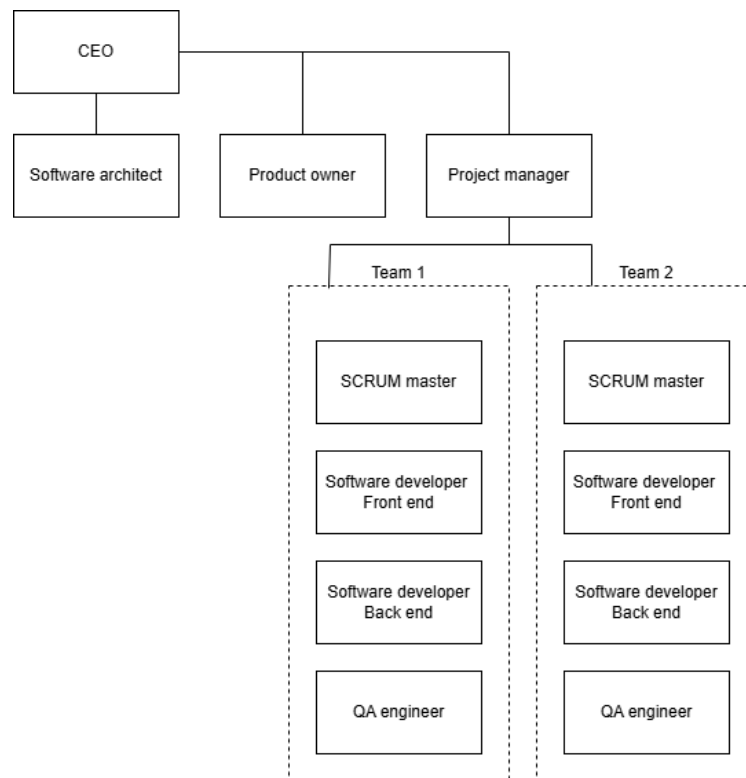 CEO
Software architect
Product owner
Project manager
Team 1
Team 2
SCRUM master
Software developer
Front end
Software developer
Back end
QA engineer
SCRUM master
Software developer
Front end
Software developer
Back end
QA engineer